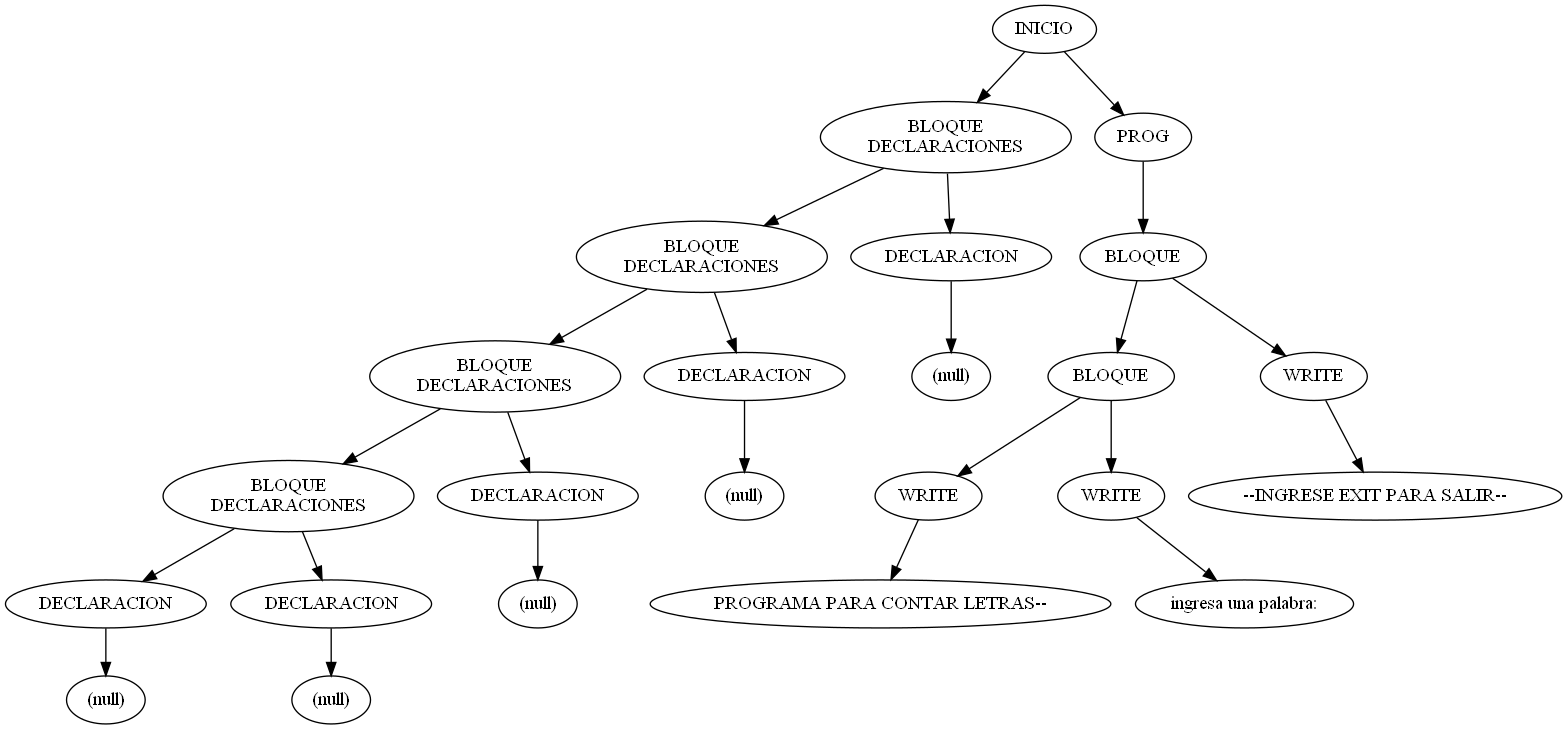 INICIO
BLOQUE
DECLARACIONES
PROG
BLOQUE
DECLARACIONES
DECLARACION
BLOQUE
BLOQUE
DECLARACIONES
DECLARACION
(null)
BLOQUE
WRITE
BLOQUE
DECLARACIONES
DECLARACION
(null)
WRITE
WRITE
--INGRESE EXIT PARA SALIR--
DECLARACION
DECLARACION
(null)
PROGRAMA PARA CONTAR LETRAS--
ingresa una palabra:
(null)
(null)